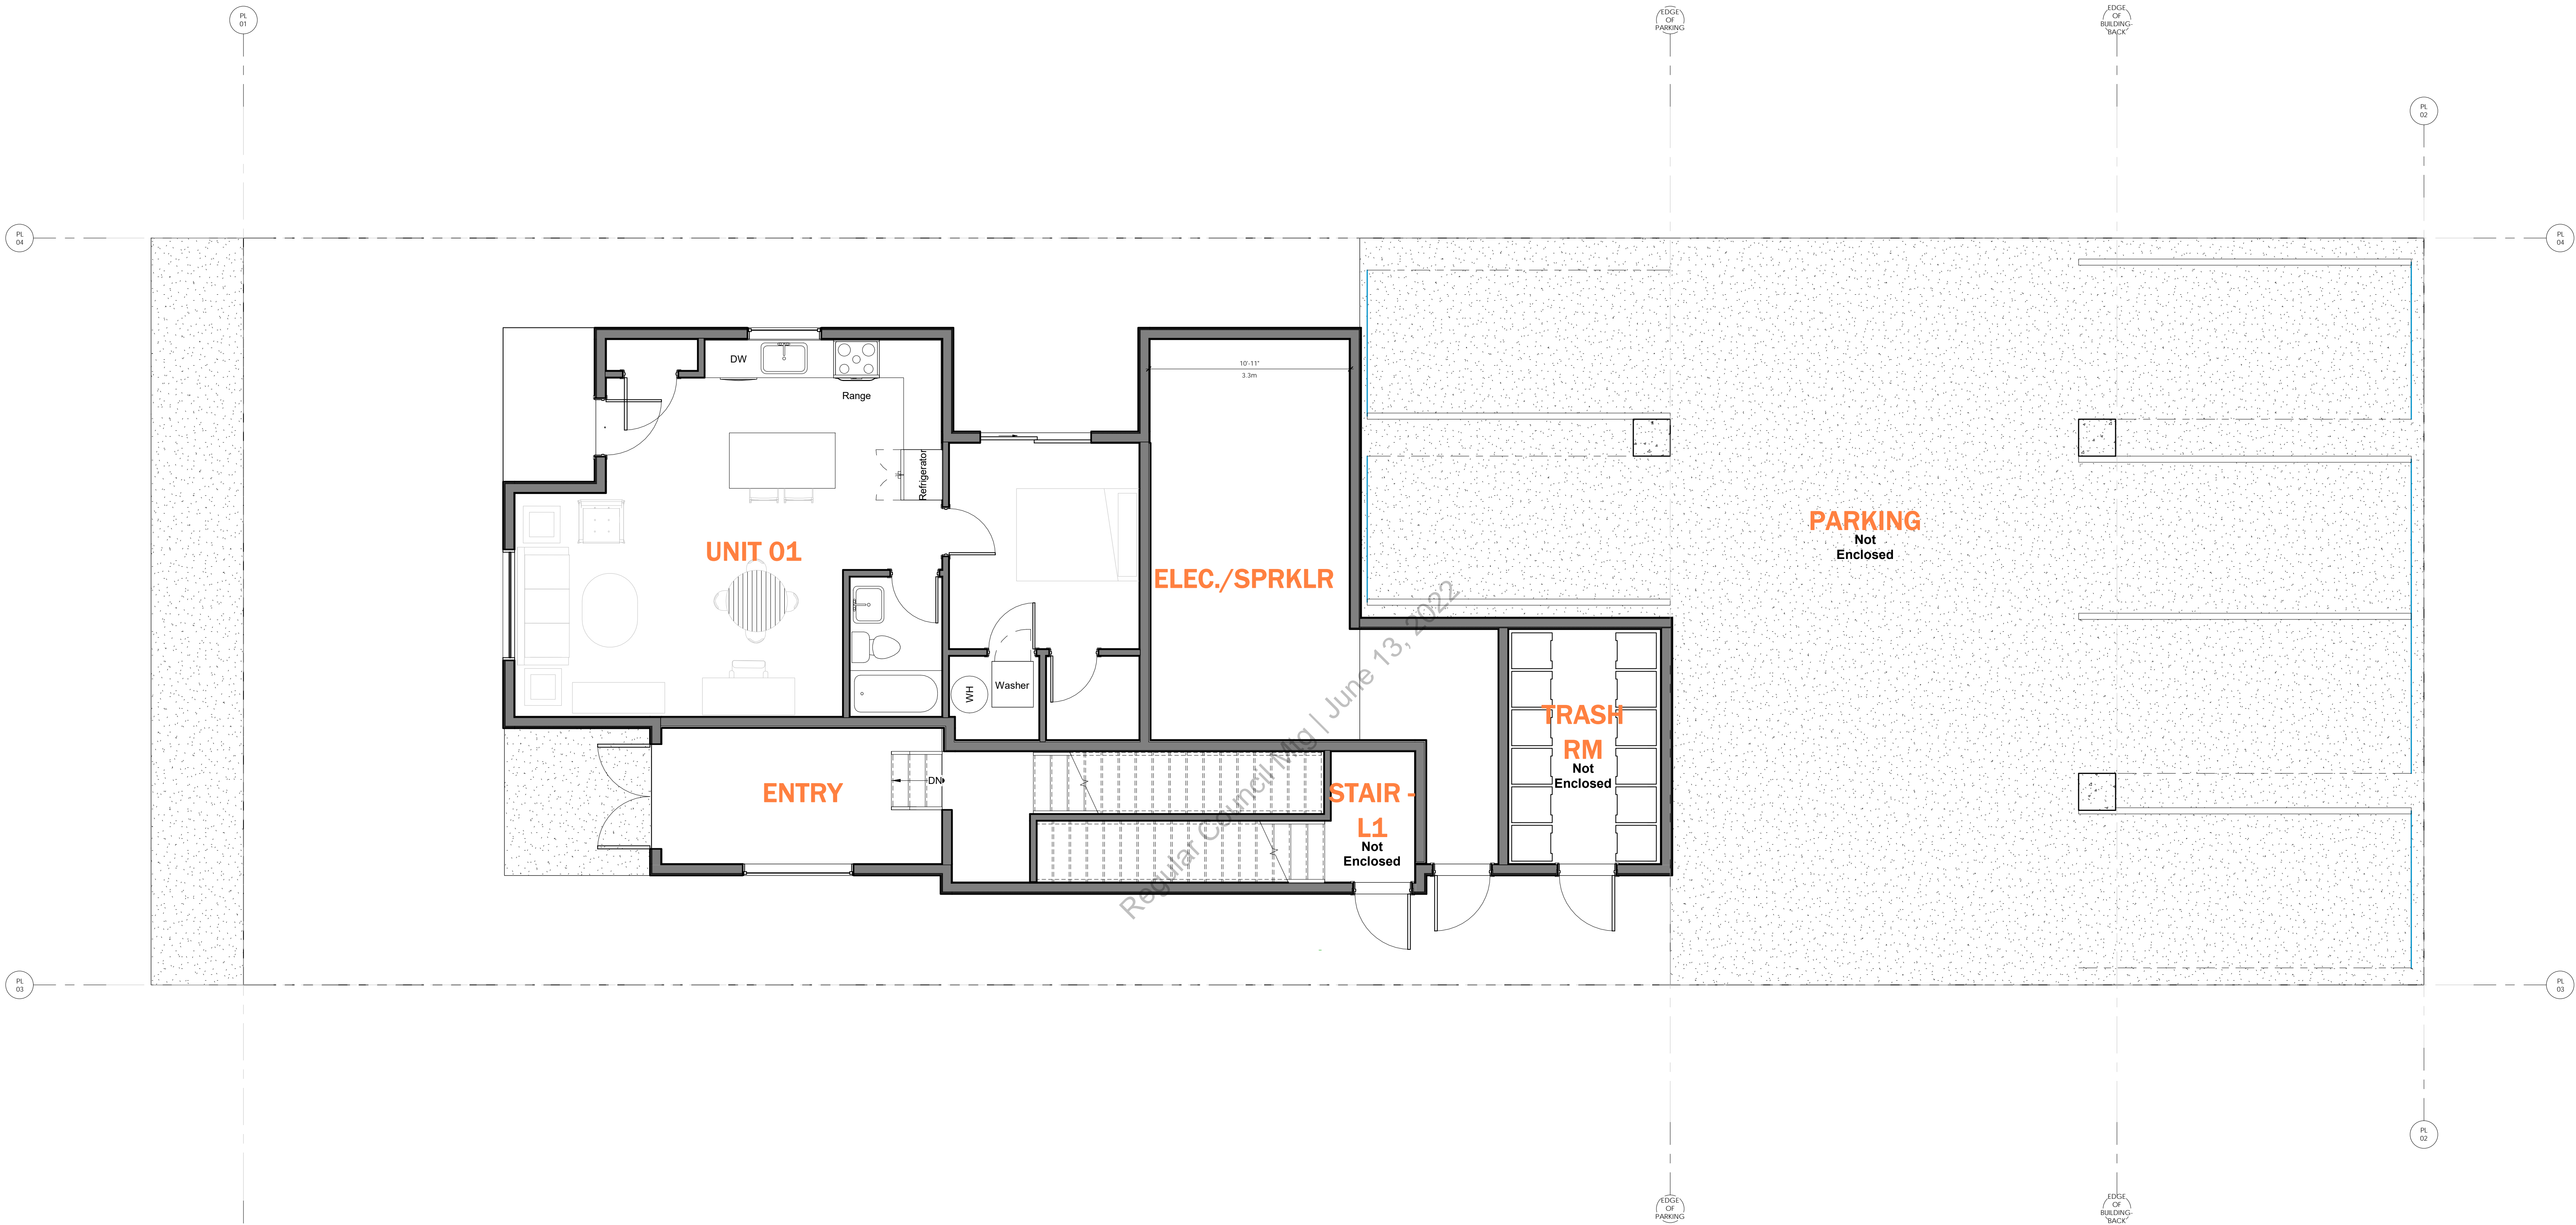 PL
01
EDGE
OF
PARKING
EDGE
OF
BUILDING-
BACK
PL
02
PL
04
PL
04
DW
Range
10'-11"
3.3m
Refrigerator
PARKING
Not
Enclosed
UNIT 01
ELEC./SPRKLR
WH
Washer
TRASH
RM
Not
Enclosed
DN
ENTRY
STAIR -
L1
Not
Enclosed
Regular Council Mtg | June 13, 2022
PL
03
PL
03
PL
02
EDGE
OF
PARKING
EDGE
OF
BUILDING-
BACK